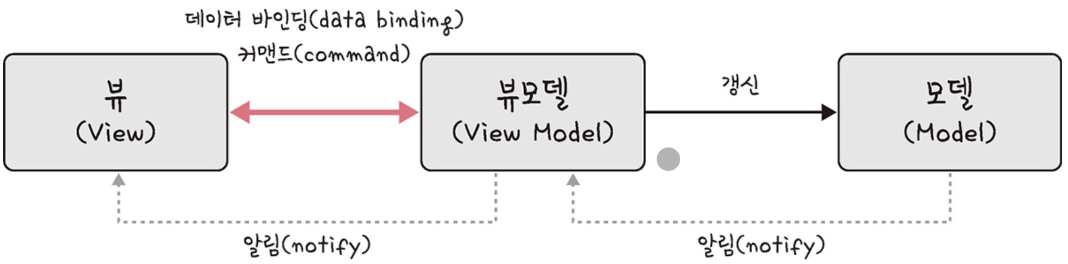 데이터 바인딩(data binding)
커맨드(command)
뷰
(View)
뷰모델
(View Model)
갱신
모델
(Model)
알림(notify)
알림(notify)